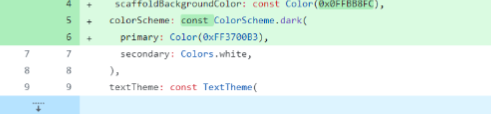 4 + scaffoldBackgroundColor: const Color(0x0FFBB8FC),
5 + colorScheme: const ColorScheme.dark(
6 + primary: Color(0xFF3700B3),
7 7 secondary: Colors.white,
8 8 ),
9 9 textTheme: const TextTheme(